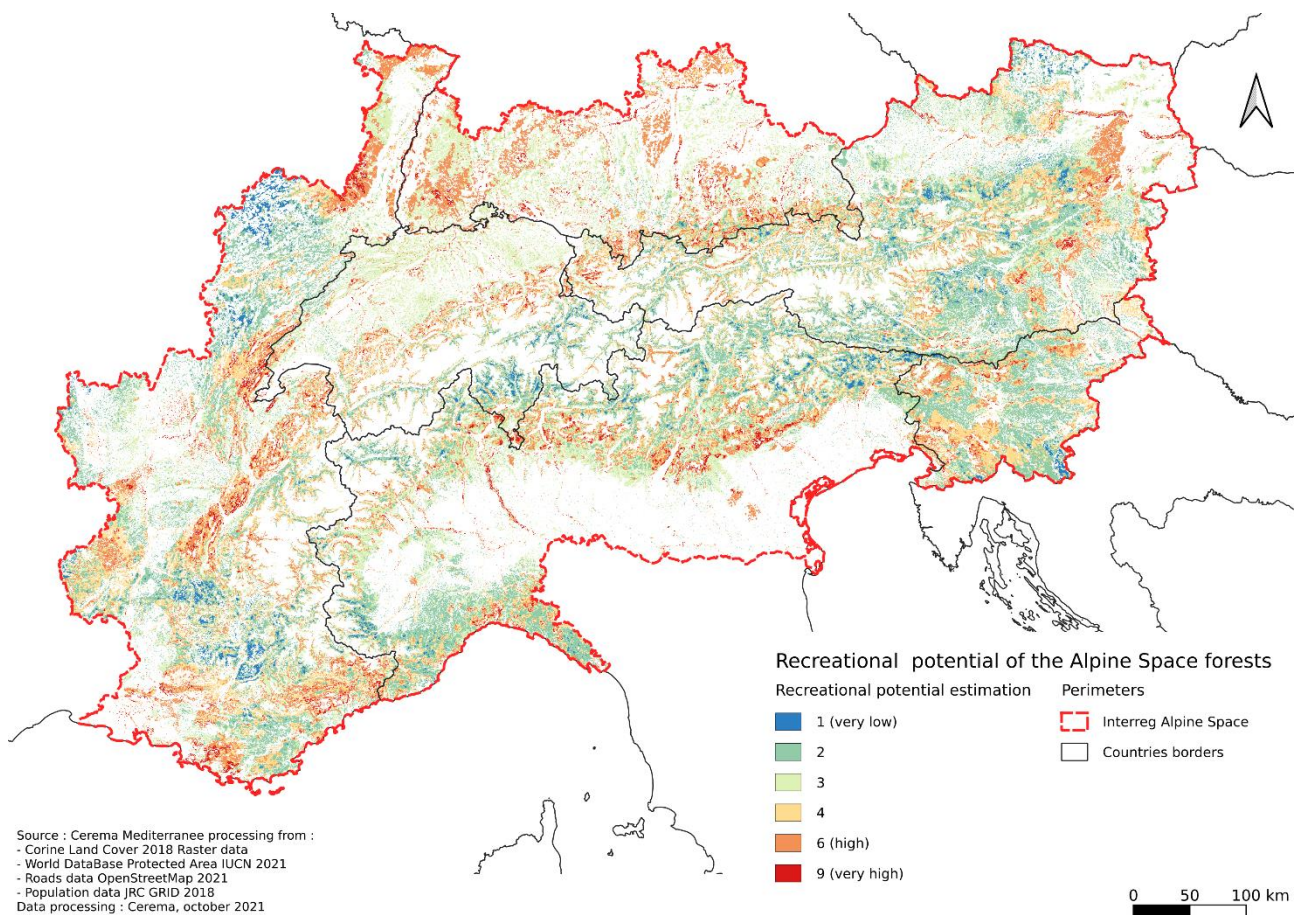 Recreational potential of the Alpine Space forests
Recreational potential estimation
1 (very low)
2
3
4
6 (high)
9 (very high)
Perimeters
Interreg Alpine Space
Countries borders
Source : Cerema Mediterranee processing from :
- Corine Land Cover 2018 Raster data
- World DataBase Protected Area IUCN 2021
- Roads data OpenStreetMap 2021
- Population data JRC GRID 2018
Data processing : Cerema, october 2021
0 50 100 km